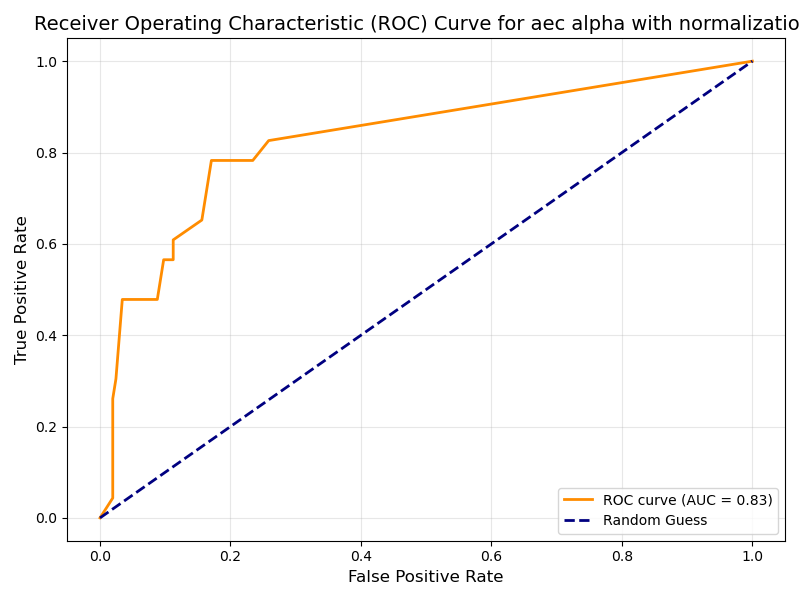 Receiver Operating Characteristic (ROC) Curve for aec alpha with normalizatio
1.0
0.8
0.6
0.4
0.2
0.0
True Positive Rate
0.0 0.2 0.4 0.6 0.8 1.0
False Positive Rate
ROC curve (AUC = 0.83)
Random Guess